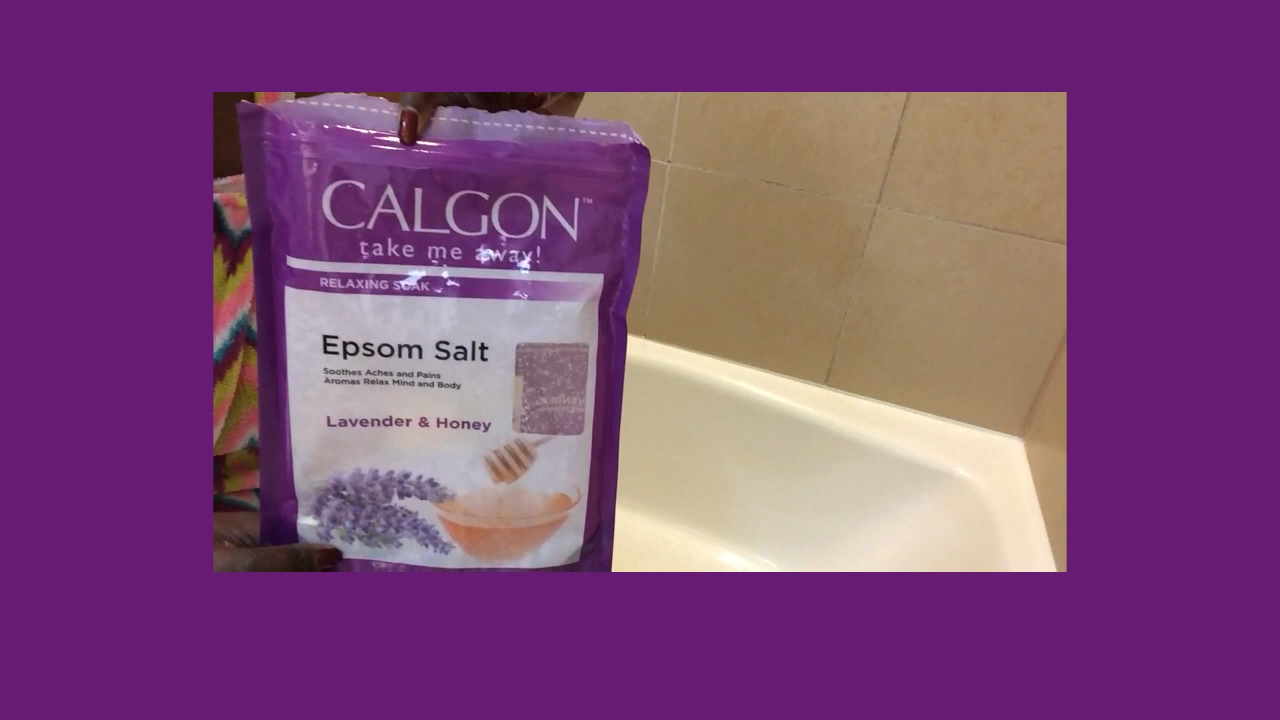 CALGON™
take me away!
RELAXING SOAK
Epsom Salt
Soothes Aches and Pains
Aromas Relax Mind and Body
Lavender & Honey